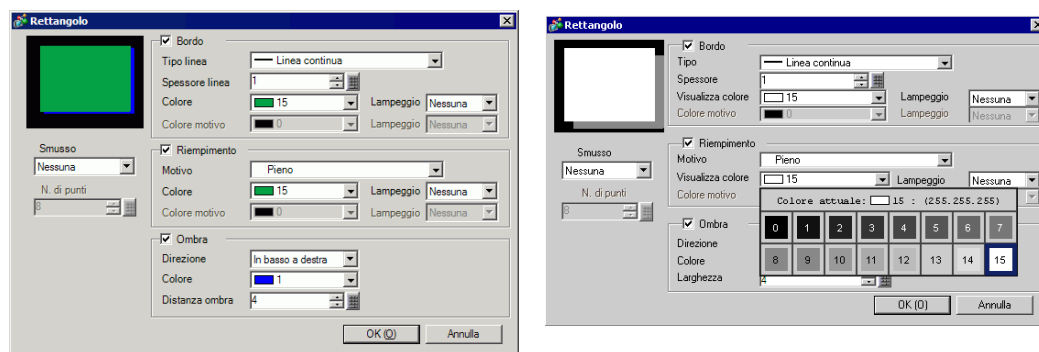 Rettangolo
Bordo
Tipo linea Linea continua
Spessore linea 1
Colore 15 Lampeggio Nessuna
Colore motivo 0 Lampeggio Nessuna
Smusso
Nessuna
N. di punti
8
Riempimento
Motivo Pieno
Colore 15 Lampeggio Nessuna
Colore motivo 0 Lampeggio Nessuna
Ombra
Direzione In basso a destra
Colore 1
Distanza ombra 4
OK (O) Annulla
Rettangolo
Bordo
Tipo Linea continua
Spessore 1
Visualizza colore 15 Lampeggio Nessuna
Colore motivo 0 Lampeggio Nessuna
Smusso
Nessuna
N. di punti
8
Riempimento
Motivo Pieno
Visualizza colore 15 Lampeggio Nessuna
Colore motivo
Colore attuale: 15 : (255.255.255)
0 1 2 3 4 5 6 7
8 9 10 11 12 13 14 15
Ombra
Direzione
Colore
Larghezza 4
OK (O) Annulla